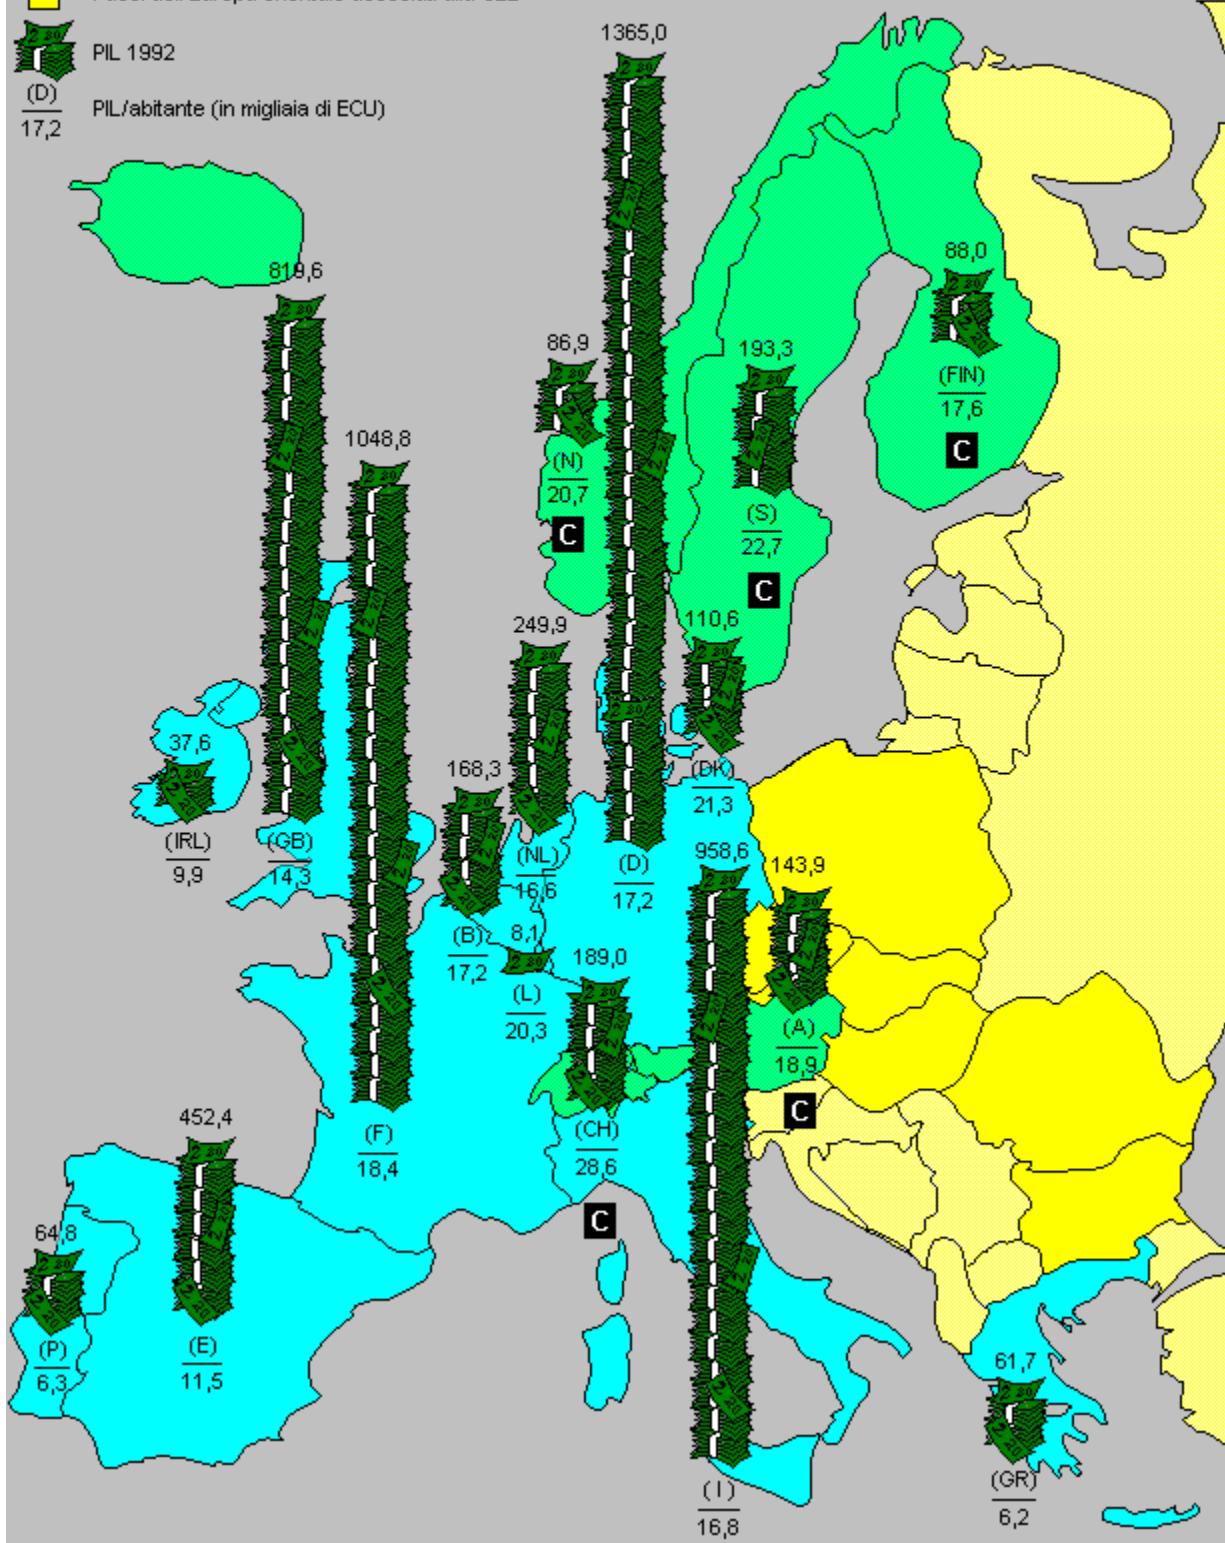 PIL 1992
(D)
17,2
PIL/abitante (in migliaia di ECU)
1365,0
819,6
88,0
(FIN)
17,6
C
86,9
(N)
20,7
C
193,3
(S)
22,7
C
1048,8
249,9
110,6
37,6
(IRL)
9,9
(GB)
14,3
168,3
(NL)
16,6
(DK)
21,3
(D)
17,2
958,6
143,9
(B)
17,2
8,1
(L)
20,3
189,0
(A)
18,9
C
(F)
18,4
(CH)
28,6
C
452,4
64,8
(P)
6,3
(E)
11,5
61,7
(GR)
6,2
(I)
16,8